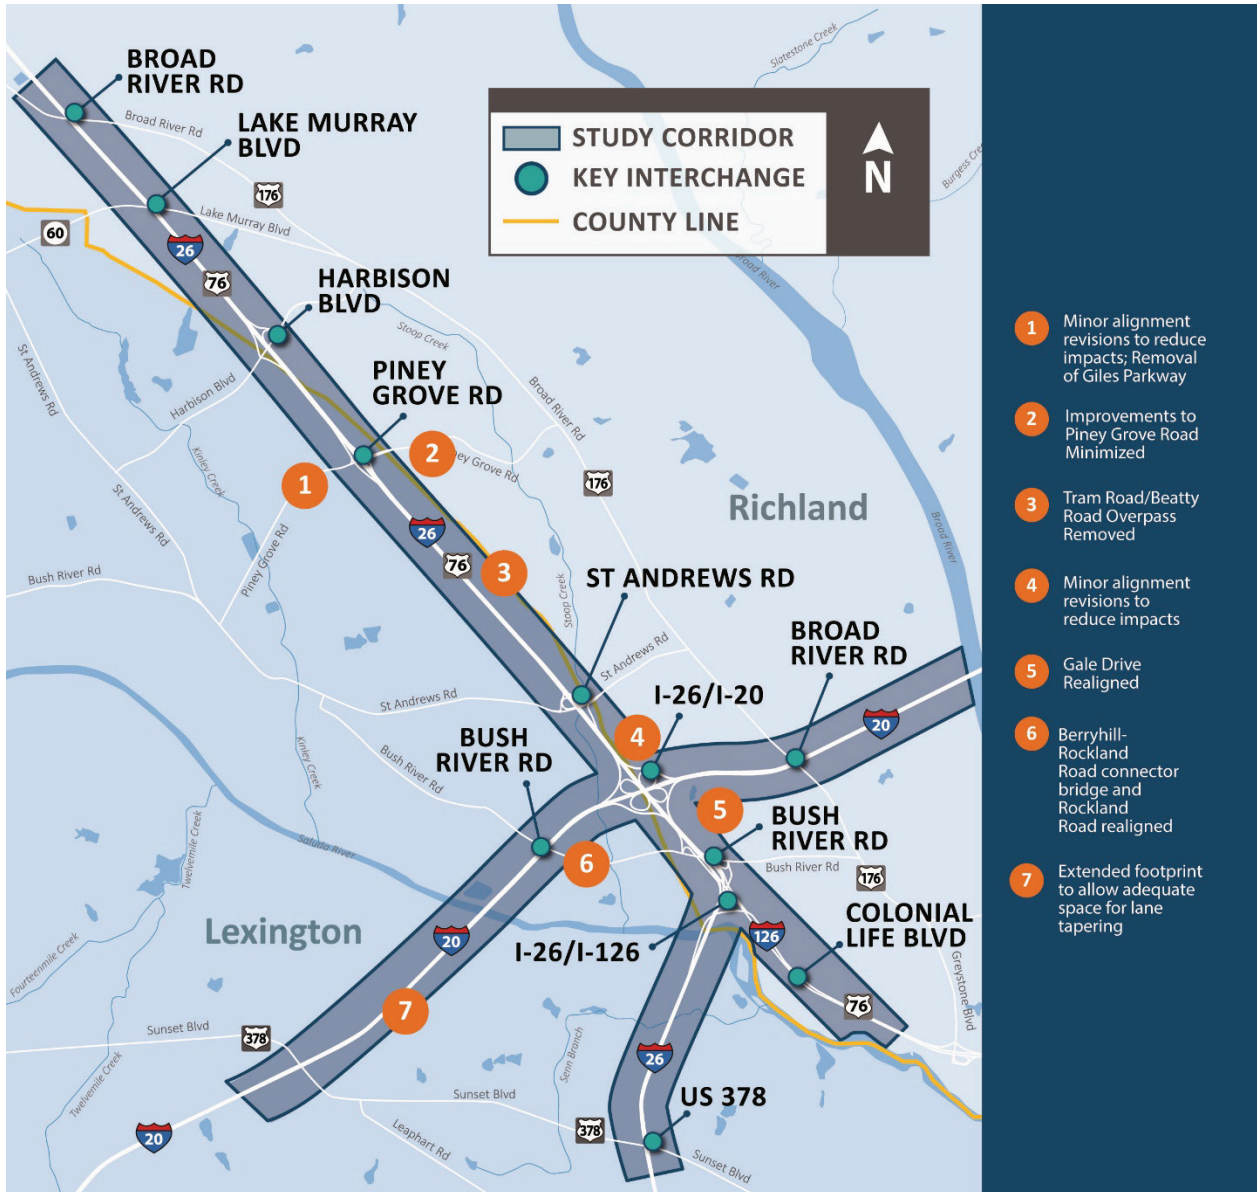 BROAD
RIVER RD
Broad River Rd
LAKE MURRAY
BLVD
176
Lake Murray Blvd
60
26
76
HARBISON
BLVD
Slatestone Creek
Burgess Creek
STUDY CORRIDOR
KEY INTERCHANGE
COUNTY LINE
N
Broad River
Stoop Creek
St Andrews Rd
Harbison Blvd
PINEY
GROVE RD
Broad River Rd
2
Piney Grove Rd
1
Kinley Creek
St Andrews Rd
176
Richland
Broad River
26
76
3
Bush River Rd
Piney Grove Rd
Stoop Creek
ST ANDREWS RD
St Andrews Rd
BROAD
RIVER RD
St Andrews Rd
I-26/I-20
20
4
BUSH
RIVER RD
Bush River Rd
Kinley Creek
5
BUSH
RIVER RD
Bush River Rd
176
6
Twelvemile Creek
Saluda River
Lexington
COLONIAL
LIFE BLVD
20
I-26/I-126
126
Fourteenmile Creek
7
76
Greystone Blvd
Sunset Blvd
378
Senn Branch
26
Twelvemile Creek
Sunset Blvd
US 378
20
Leaphart Rd
378
Sunset Blvd
1
Minor alignment
revisions to reduce
impacts; Removal
of Giles Parkway
2
Improvements to
Piney Grove Road
Minimized
3
Tram Road/Beatty
Road Overpass
Removed
4
Minor alignment
revisions to
reduce impacts
5
Gale Drive
Realigned
6
Berryhill-
Rockland
Road connector
bridge and
Rockland
Road realigned
7
Extended footprint
to allow adequate
space for lane
tapering